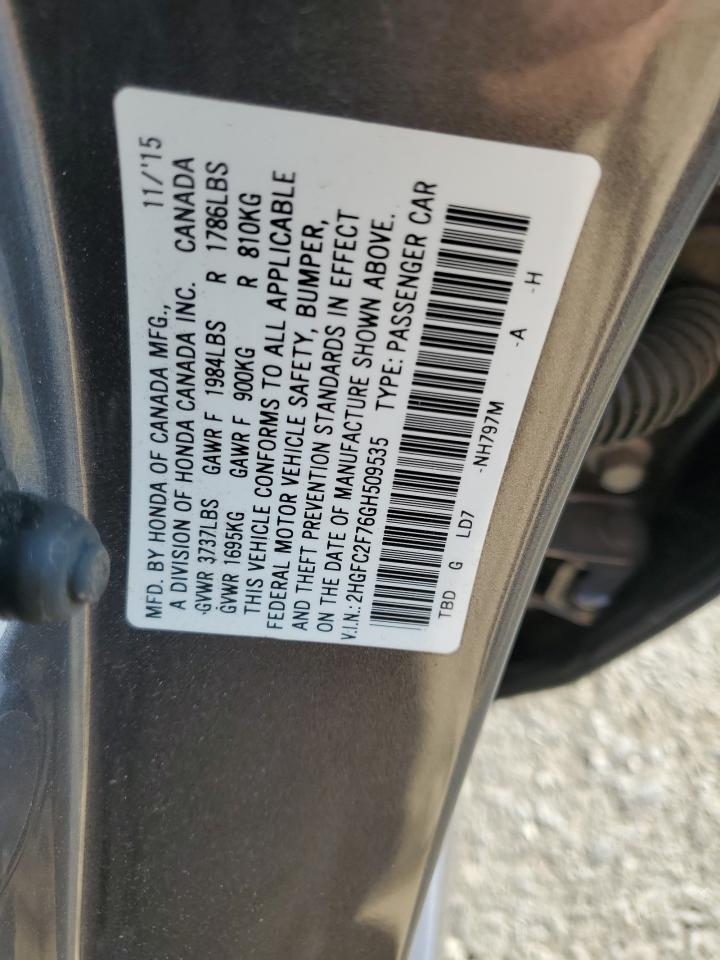 MFD. BY HONDA OF CANADA MFG., 11/'15
A DIVISION OF HONDA CANADA INC. CANADA
GVWR 3737LBS GAWR F 1984LBS R 1786LBS
GVWR 1695KG GAWR F 900KG R 810KG
THIS VEHICLE CONFORMS TO ALL APPLICABLE
FEDERAL MOTOR VEHICLE SAFETY, BUMPER,
AND THEFT PREVENTION STANDARDS IN EFFECT
ON THE DATE OF MANUFACTURE SHOWN ABOVE.
V.I.N.: 2HGFC2F76GH509535 TYPE: PASSENGER CAR
TBD G LD7 -NH797M -A -H